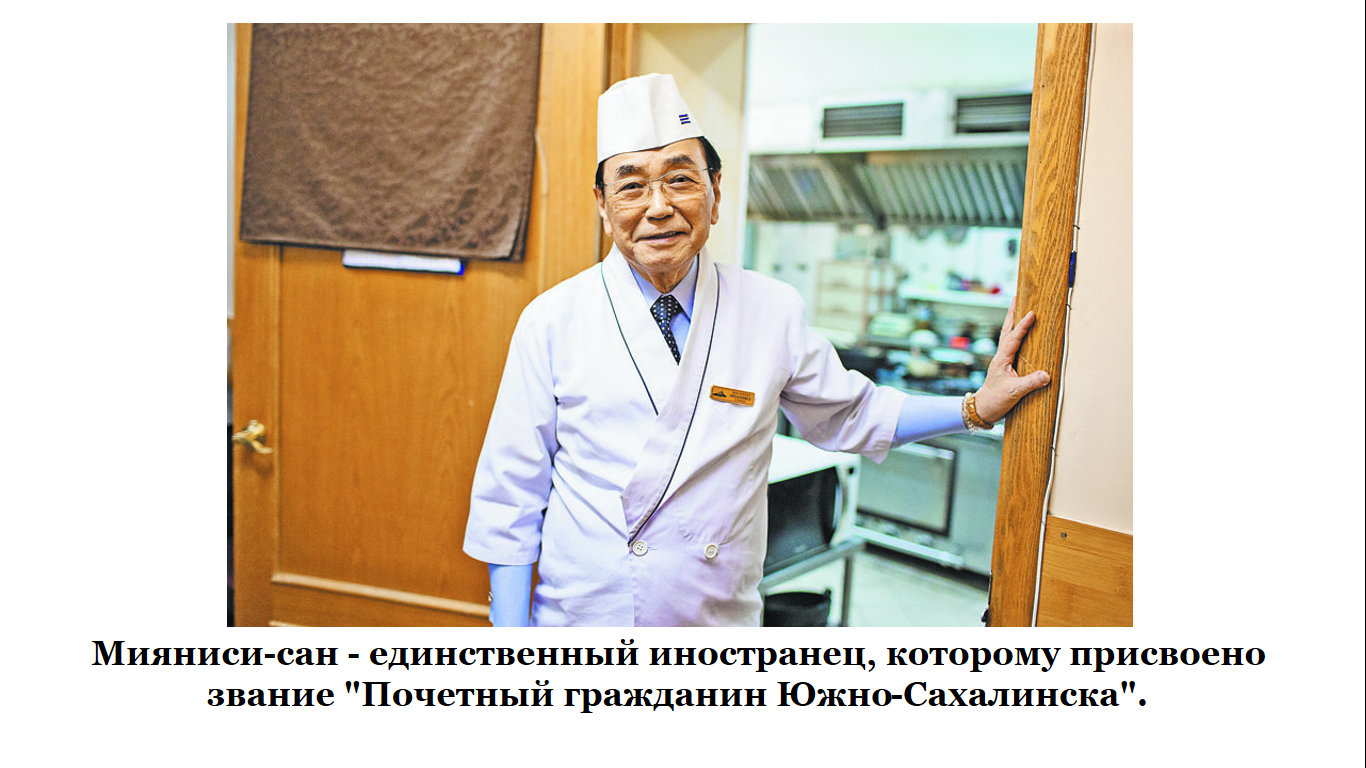 Мияниси-сан - единственный иностранец, которому присвоено
звание "Почетный гражданин Южно-Сахалинска".